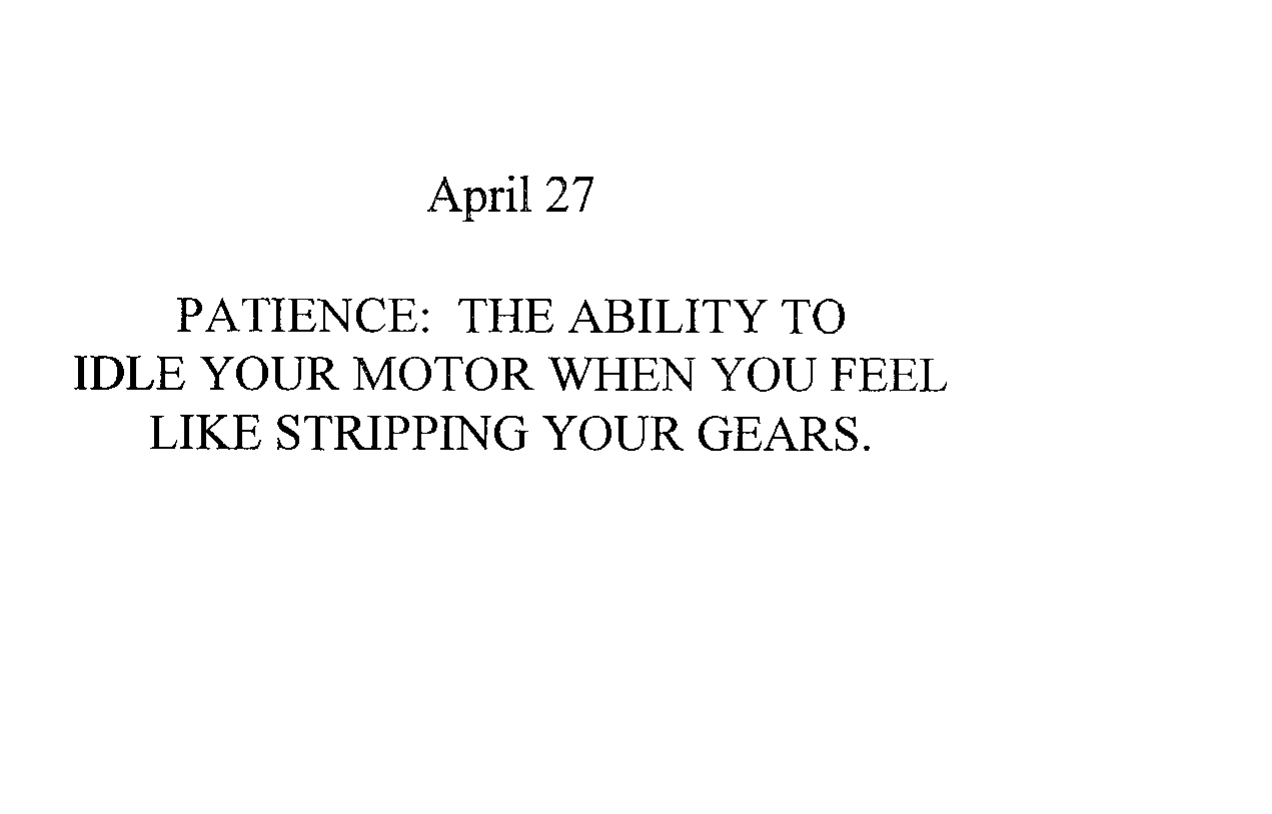 April 27
PATIENCE:  THE ABILITY TO
IDLE YOUR MOTOR WHEN YOU FEEL
LIKE STRIPPING YOUR GEARS.